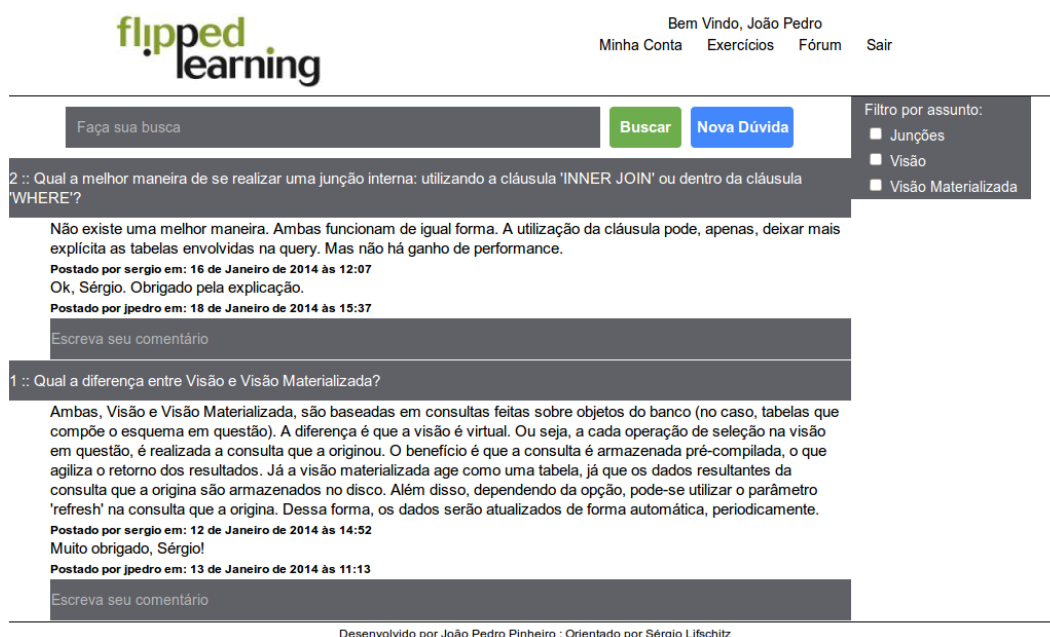 flipped
learning
Bem Vindo, João Pedro
Minha Conta Exercícios Fórum Sair
Faça sua busca
Buscar
Nova Dúvida
Filtro por assunto:
Junções
Visão
Visão Materializada
2 :: Qual a melhor maneira de se realizar uma junção interna: utilizando a cláusula 'INNER JOIN' ou dentro da cláusula
'WHERE'?
Não existe uma melhor maneira. Ambas funcionam de igual forma. A utilização da cláusula pode, apenas, deixar mais
explícita as tabelas envolvidas na query. Mas não há ganho de performance.
Postado por sergio em: 16 de Janeiro de 2014 às 12:07
Ok, Sérgio. Obrigado pela explicação.
Postado por jpedro em: 18 de Janeiro de 2014 às 15:37
Escreva seu comentário
1 :: Qual a diferença entre Visão e Visão Materializada?
Ambas, Visão e Visão Materializada, são baseadas em consultas feitas sobre objetos do banco (no caso, tabelas que
compõe o esquema em questão). A diferença é que a visão é virtual. Ou seja, a cada operação de seleção na visão
em questão, é realizada a consulta que a originou. O benefício é que a consulta é armazenada pré-compilada, o que
agiliza o retorno dos resultados. Já a visão materializada age como uma tabela, já que os dados resultantes da
consulta que a origina são armazenados no disco. Além disso, dependendo da opção, pode-se utilizar o parâmetro
'refresh' na consulta que a origina. Dessa forma, os dados serão atualizados de forma automática, periodicamente.
Postado por sergio em: 12 de Janeiro de 2014 às 14:52
Muito obrigado, Sérgio!
Postado por jpedro em: 13 de Janeiro de 2014 às 11:13
Escreva seu comentário
Desenvolvido por João Pedro Pinheiro : Orientado por Sérgio Lifschitz